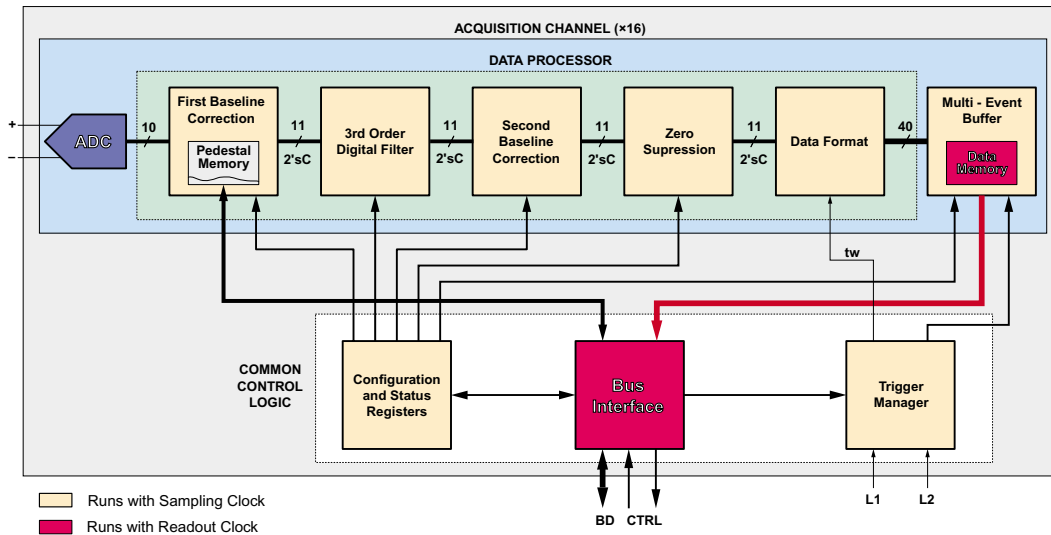 ACQUISITION CHANNEL (×16)
DATA PROCESSOR
+
–
ADC
10
First Baseline
Correction
Pedestal
Memory
11
2'sC
3rd Order
Digital Filter
11
2'sC
Second
Baseline
Correction
11
2'sC
Zero
Supression
11
2'sC
Data Format
40
Multi - Event
Buffer
Data
Memory
tw
COMMON
CONTROL
LOGIC
Configuration
and Status
Registers
Bus
Interface
Trigger
Manager
BD
CTRL
L1
L2
Runs with Sampling Clock
Runs with Readout Clock